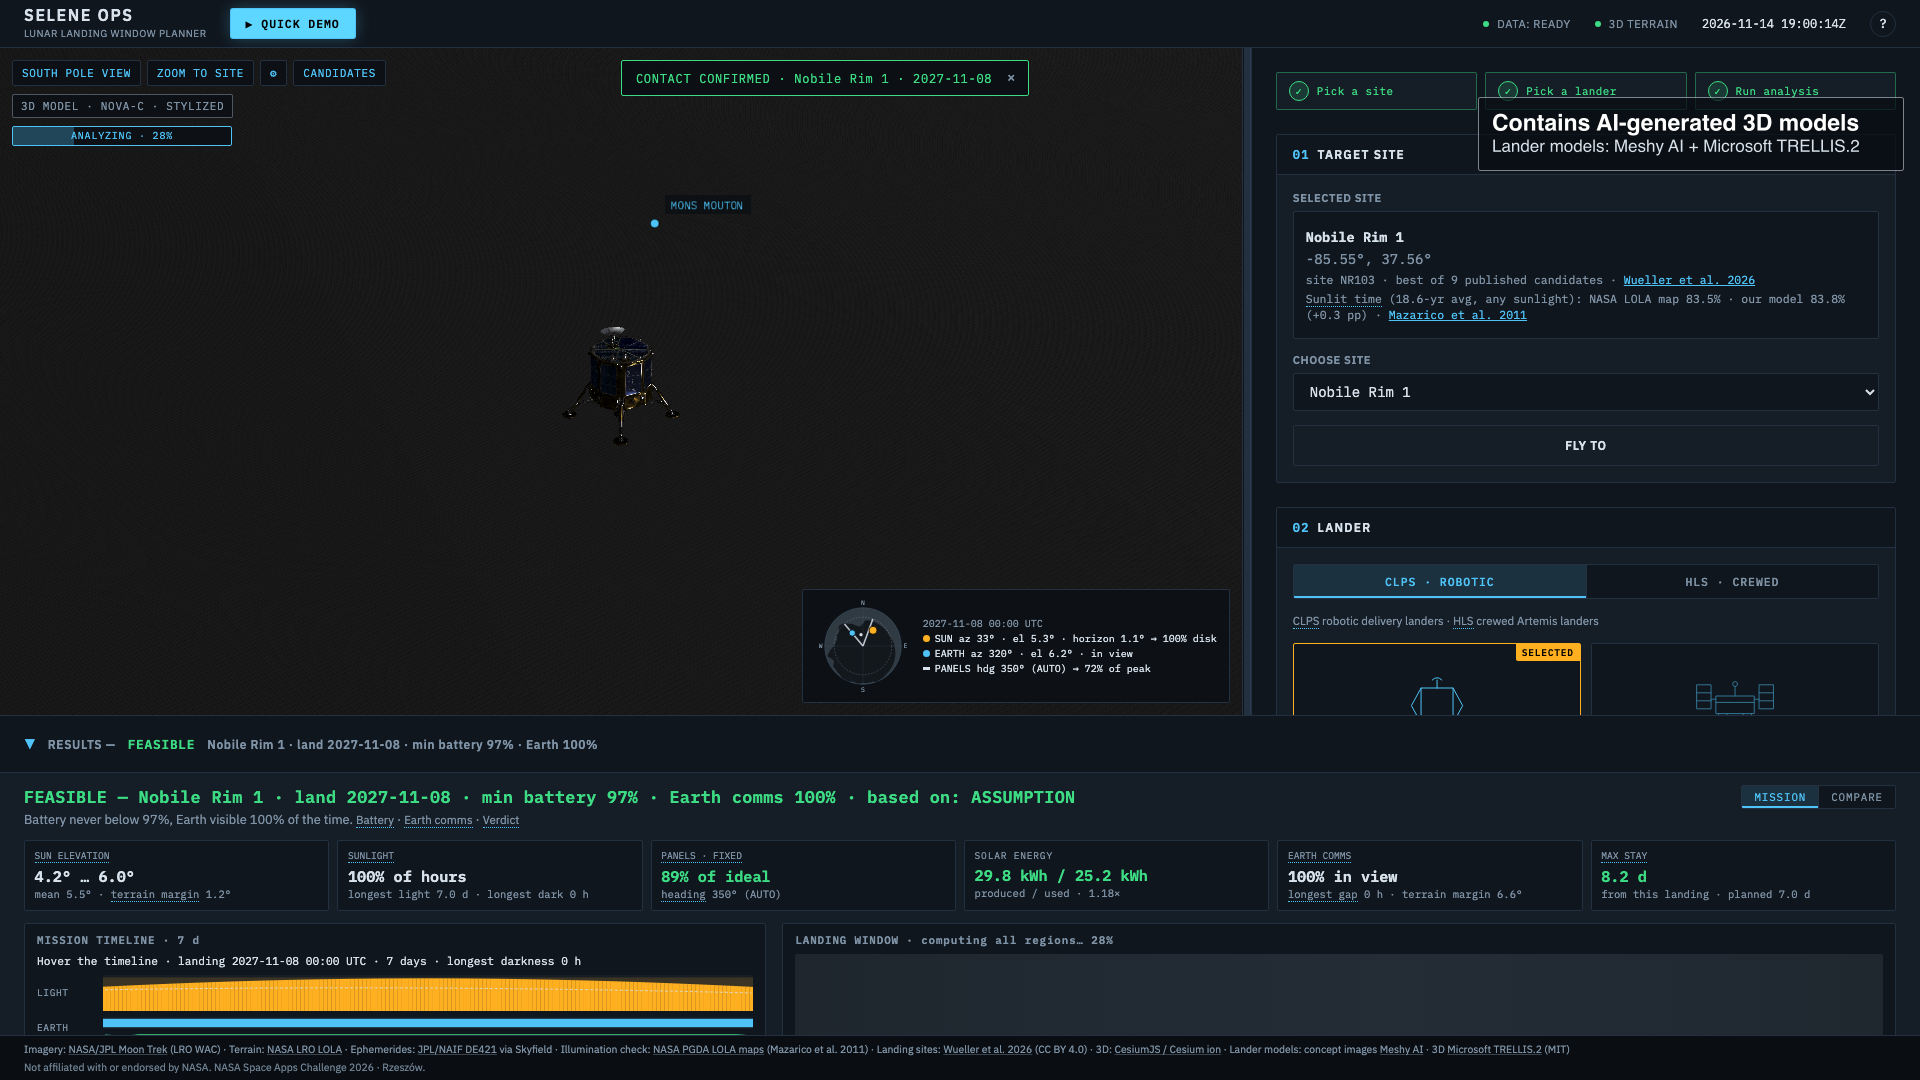 SELENE OPS
LUNAR LANDING WINDOW PLANNER
▶ QUICK DEMO
DATA: READY
3D TERRAIN
2026-11-14 19:00:14Z
?
SOUTH POLE VIEW
ZOOM TO SITE
CANDIDATES
3D MODEL · NOVA-C · STYLIZED
ANALYZING · 28%
CONTACT CONFIRMED · Nobile Rim 1 · 2027-11-08 ×
MONS MOUTON
N
W
E
S
2027-11-08 00:00 UTC
SUN az 33° · el 5.3° · horizon 1.1° → 100% disk
EARTH az 320° · el 6.2° · in view
PANELS hdg 350° (AUTO) → 72% of peak
✓ Pick a site
✓ Pick a lander
✓ Run analysis
Contains AI-generated 3D models
Lander models: Meshy AI + Microsoft TRELLIS.2
01 TARGET SITE
SELECTED SITE
Nobile Rim 1
-85.55°, 37.56°
site NR103 · best of 9 published candidates · Wueller et al. 2026
Sunlit time (18.6-yr avg, any sunlight): NASA LOLA map 83.5% · our model 83.8%
(+0.3 pp) · Mazarico et al. 2011
CHOOSE SITE
Nobile Rim 1
FLY TO
02 LANDER
CLPS · ROBOTIC
HLS · CREWED
CLPS robotic delivery landers · HLS crewed Artemis landers
SELECTED
▼ RESULTS — FEASIBLE Nobile Rim 1 · land 2027-11-08 · min battery 97% · Earth 100%
FEASIBLE — Nobile Rim 1 · land 2027-11-08 · min battery 97% · Earth comms 100% · based on: ASSUMPTION
Battery never below 97%, Earth visible 100% of the time. Battery · Earth comms · Verdict
MISSION
COMPARE
SUN ELEVATION
4.2° … 6.0°
mean 5.5° · terrain margin 1.2°
SUNLIGHT
100% of hours
longest light 7.0 d · longest dark 0 h
PANELS · FIXED
89% of ideal
heading 350° (AUTO)
SOLAR ENERGY
29.8 kWh / 25.2 kWh
produced / used · 1.18×
EARTH COMMS
100% in view
longest gap 0 h · terrain margin 6.6°
MAX STAY
8.2 d
from this landing · planned 7.0 d
MISSION TIMELINE · 7 d
Hover the timeline · landing 2027-11-08 00:00 UTC · 7 days · longest darkness 0 h
LIGHT
EARTH
LANDING WINDOW · computing all regions… 28%
Imagery: NASA/JPL Moon Trek (LRO WAC) · Terrain: NASA LRO LOLA · Ephemerides: JPL/NAIF DE421 via Skyfield · Illumination check: NASA PGDA LOLA maps (Mazarico et al. 2011) · Landing sites: Wueller et al. 2026 (CC BY 4.0) · 3D: CesiumJS / Cesium ion · Lander models: concept images Meshy AI · 3D Microsoft TRELLIS.2 (MIT)
Not affiliated with or endorsed by NASA. NASA Space Apps Challenge 2026 · Rzeszów.